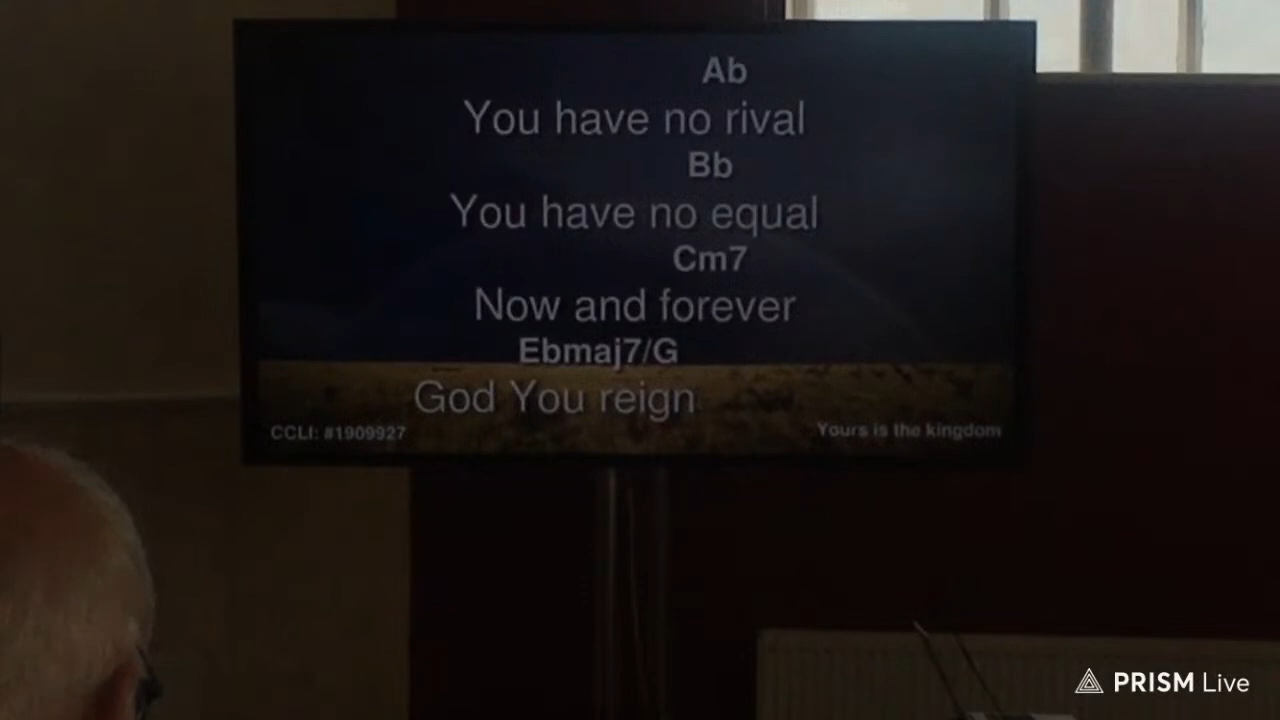 Ab
You have no rival
Bb
You have no equal
Cm7
Now and forever
Ebmaj7/G
God You reign
CCLI: #1909927
Yours is the kingdom
PRISM Live